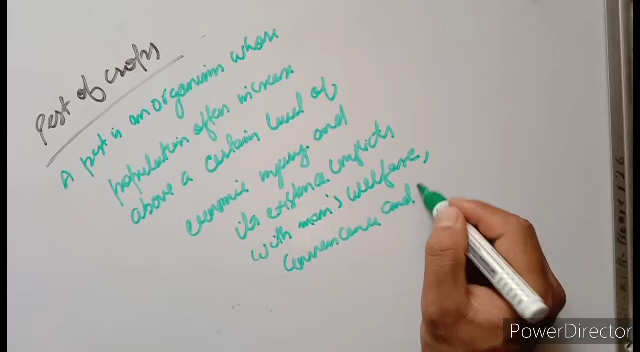 Pest of crops
A pest is an organism whose
population often increase
above a certain level of
economic injury. and
its existence conflicts
with man's welfare,
convenience and
PowerDirector